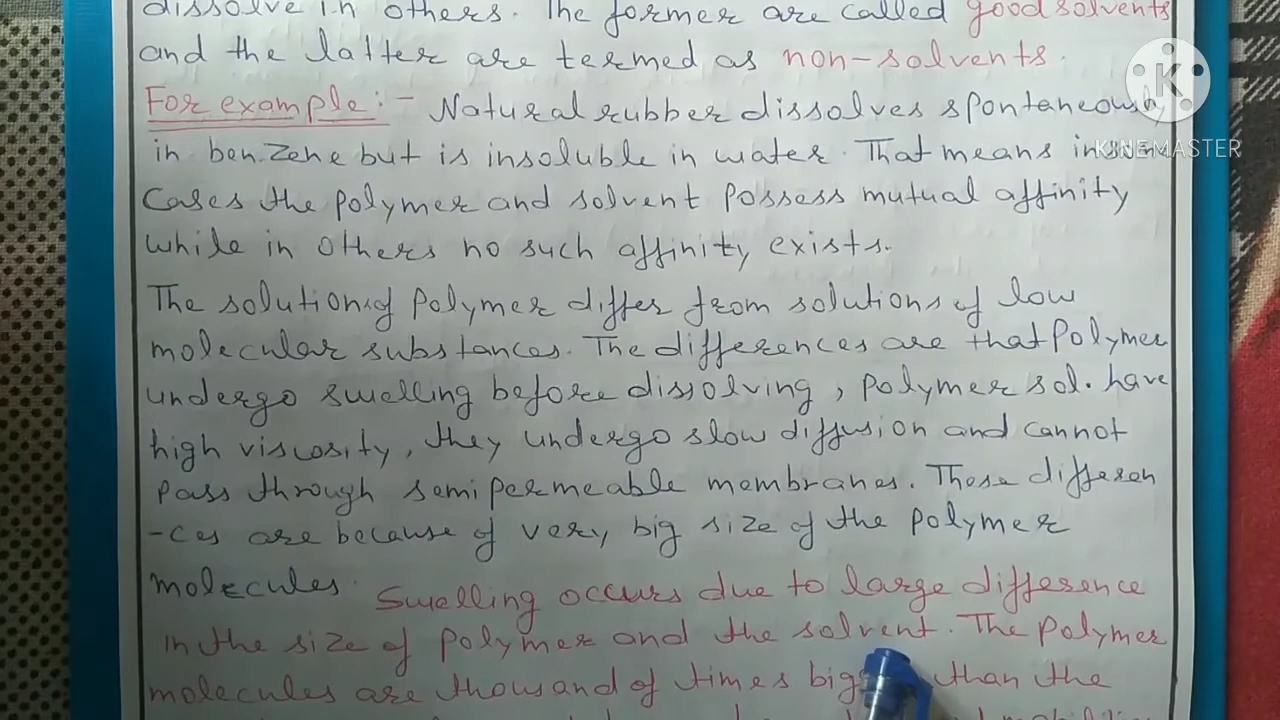 dissolve in others. The former are called good solvents
and the latter are termed as non-solvents.
For example:- Natural rubber dissolves spontaneously
in benzene but is insoluble in water. That means in some
Cases the polymer and solvent possess mutual affinity
while in others no such affinity exists.
The solution of polymer differ from solutions of low
molecular substances. The differences are that polymer
undergo swelling before dissolving, polymer sol. have
high viscosity, they undergo slow diffusion and cannot
pass through semipermeable membranes. These differen
-ces are because of very big size of the polymer
molecules. Swelling occurs due to large difference
in the size of polymer and the solvent. The polymer
molecules are thousand of times bigger than the
K
KINEMASTER